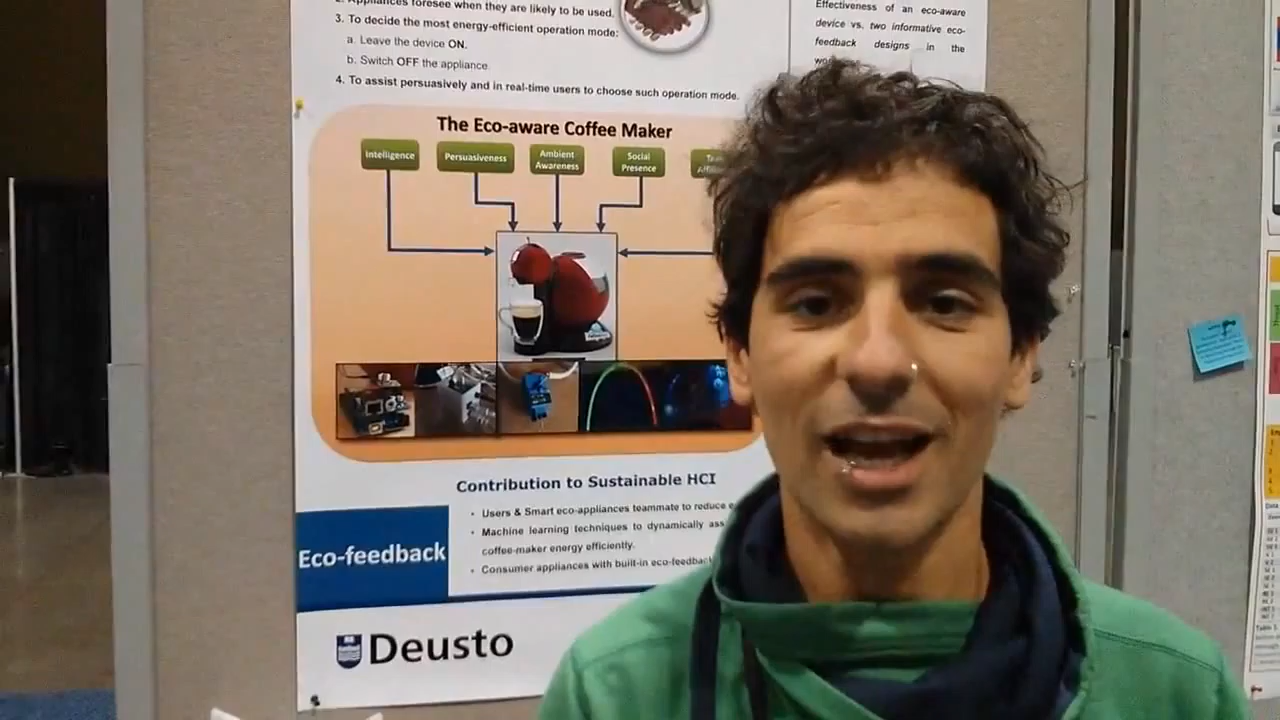 2. Appliances foresee when they are likely to be used.
3. To decide the most energy-efficient operation mode:
a. Leave the device ON.
b. Switch OFF the appliance.
4. To assist persuasively and in real-time users to choose such operation mode.
Effectiveness of an eco-aware
device vs. two informative eco-
feedback designs in the
The Eco-aware Coffee Maker
Intelligence
Persuasiveness
Ambient
Awareness
Social
Presence
Contribution to Sustainable HCI
• Users & Smart eco-appliances teammate to reduce
• Machine learning techniques to dynamically
coffee-maker energy efficiently.
• Consumer appliances with built-in
Eco-feedback
Deusto